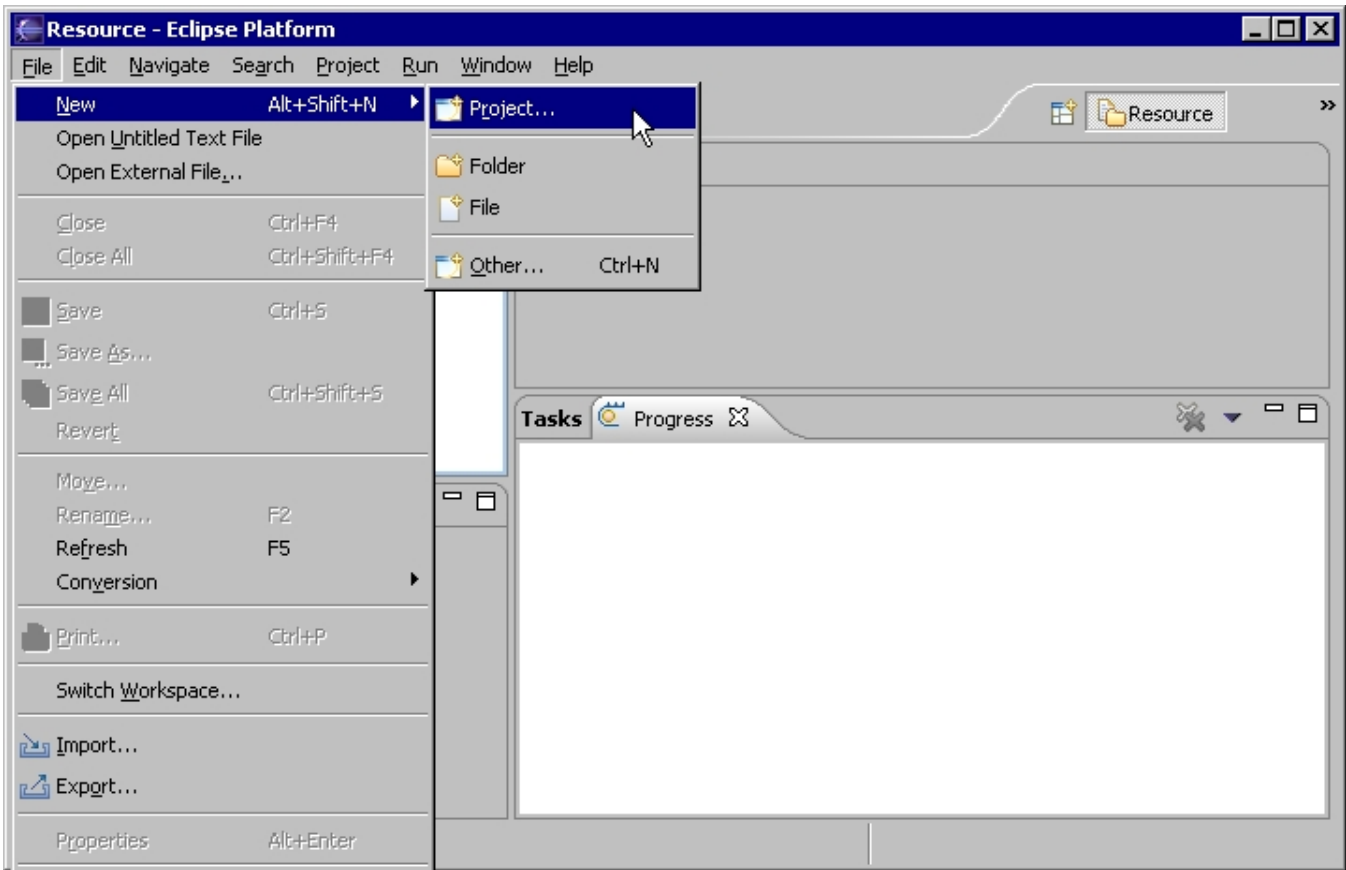 Resource - Eclipse Platform
File Edit Navigate Search Project Run Window Help
New Alt+Shift+N
Open Untitled Text File
Open External File...
Close Ctrl+F4
Close All Ctrl+Shift+F4
Save Ctrl+S
Save As...
Save All Ctrl+Shift+S
Revert
Move...
Rename... F2
Refresh F5
Conversion
Print... Ctrl+P
Switch Workspace...
Import...
Export...
Properties Alt+Enter
Project...
Folder
File
Other... Ctrl+N
Resource »
Tasks Progress